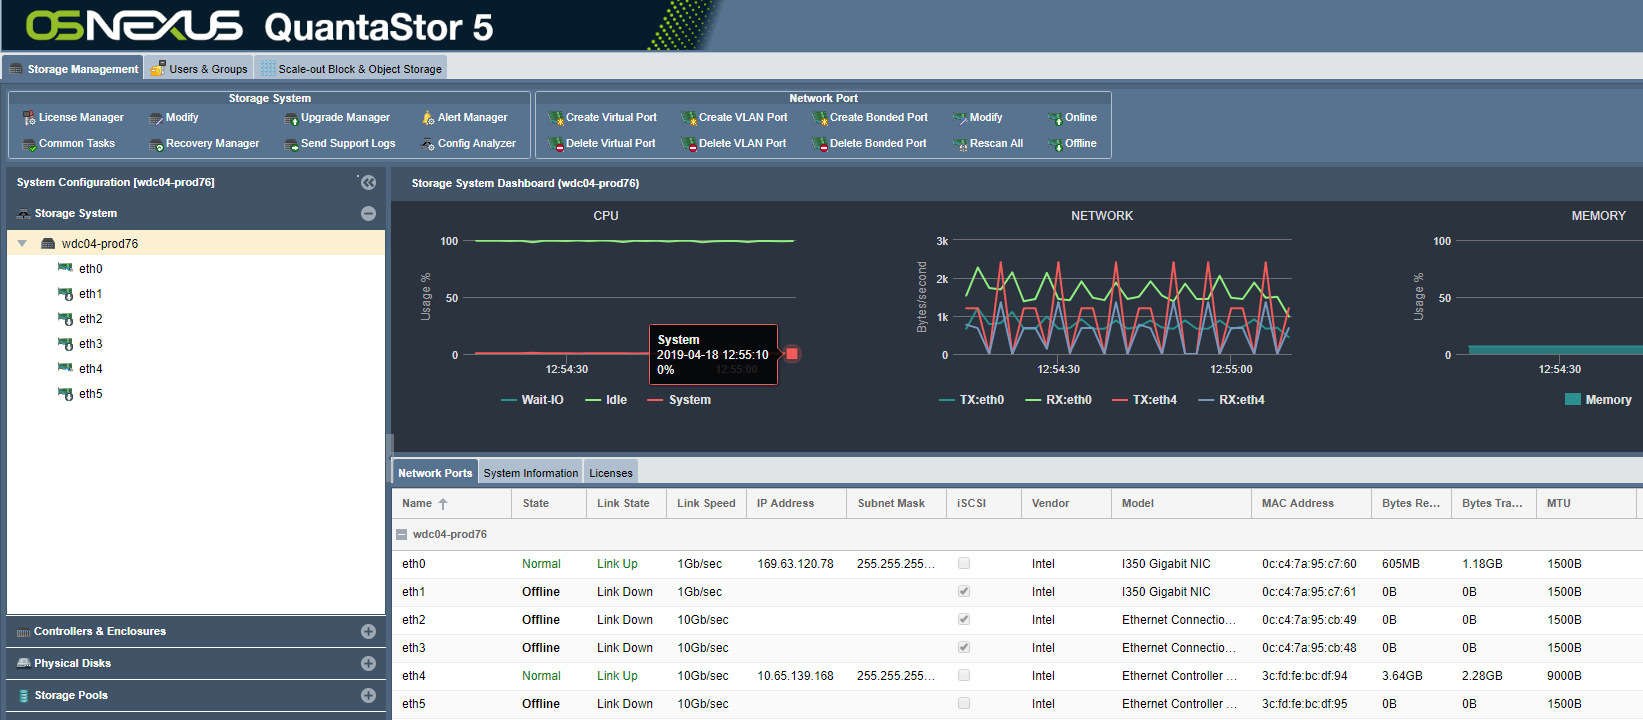 OSNEXUS QuantaStor 5
Storage Management Users & Groups Scale-out Block & Object Storage
Storage System
License Manager Modify Upgrade Manager Alert Manager
Common Tasks Recovery Manager Send Support Logs Config Analyzer
Network Port
Create Virtual Port Create VLAN Port Create Bonded Port Modify Online
Delete Virtual Port Delete VLAN Port Delete Bonded Port Rescan All Offline
System Configuration [wdc04-prod76]
Storage System
wdc04-prod76
eth0
eth1
eth2
eth3
eth4
eth5
Controllers & Enclosures
Physical Disks
Storage Pools
Storage System Dashboard (wdc04-prod76)
CPU
100
50
0
Usage %
12:54:30 12:55:00
System
2019-04-18 12:55:10
0%
Wait-IO Idle System
NETWORK
3k
2k
1k
0
Bytes/second
12:54:30 12:55:00
TX:eth0 RX:eth0 TX:eth4 RX:eth4
MEMORY
100
50
0
Usage %
12:54:30
Memory
Network Ports System Information Licenses
Name State Link State Link Speed IP Address Subnet Mask iSCSI Vendor Model MAC Address Bytes Re... Bytes Tra... MTU
wdc04-prod76
eth0 Normal Link Up 1Gb/sec 169.63.120.78 255.255.255... Intel I350 Gigabit NIC 0c:c4:7a:95:c7:60 605MB 1.18GB 1500B
eth1 Offline Link Down 1Gb/sec Intel I350 Gigabit NIC 0c:c4:7a:95:c7:61 0B 0B 1500B
eth2 Offline Link Down 10Gb/sec Intel Ethernet Connectio... 0c:c4:7a:95:cb:49 0B 0B 1500B
eth3 Offline Link Down 10Gb/sec Intel Ethernet Connectio... 0c:c4:7a:95:cb:48 0B 0B 1500B
eth4 Normal Link Up 10Gb/sec 10.65.139.168 255.255.255... Intel Ethernet Controller ... 3c:fd:fe:bc:df:94 3.64GB 2.28GB 9000B
eth5 Offline Link Down 10Gb/sec Intel Ethernet Controller ... 3c:fd:fe:bc:df:95 0B 0B 1500B